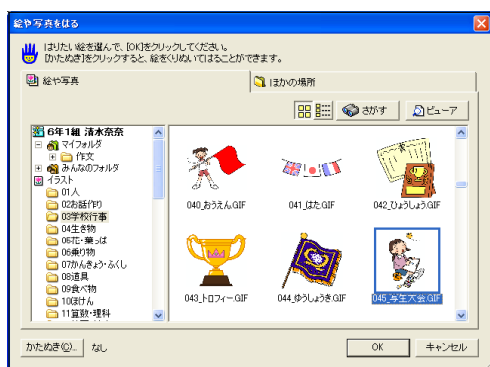 絵や写真をはる
はりたい絵を選んで、[OK]をクリックしてください。
[かたぬき]をクリックすると、絵をくりぬいてはることができます。
絵や写真
ほかの場所
さがす
ビューア
6年1組 清水奈奈
マイフォルダ
作文
みんなのフォルダ
イラスト
01人
02お話作り
03学校行事
04生き物
05花・葉っぱ
06乗り物
07かんきょう・ふくし
08道具
09食べ物
10ほけん
11算数・理科
040_おうえん.GIF
041_はた.GIF
042_ひょうしょう.GIF
043_トロフィー.GIF
044_ゆうしょうき.GIF
045_写生大会.GIF
かたぬき(C)...
なし
OK
キャンセル